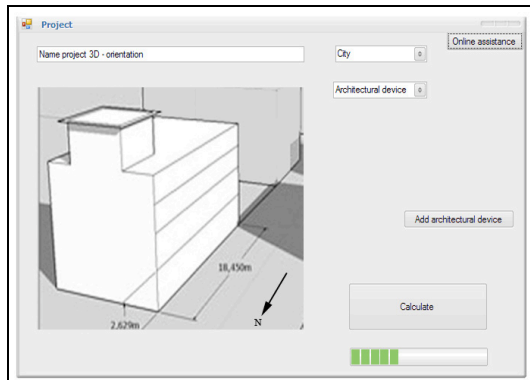 Project
Online assistance
Name project 3D - orientation
City
Architectural device
Add architectural device
18,450m
N
2,629m
Calculate